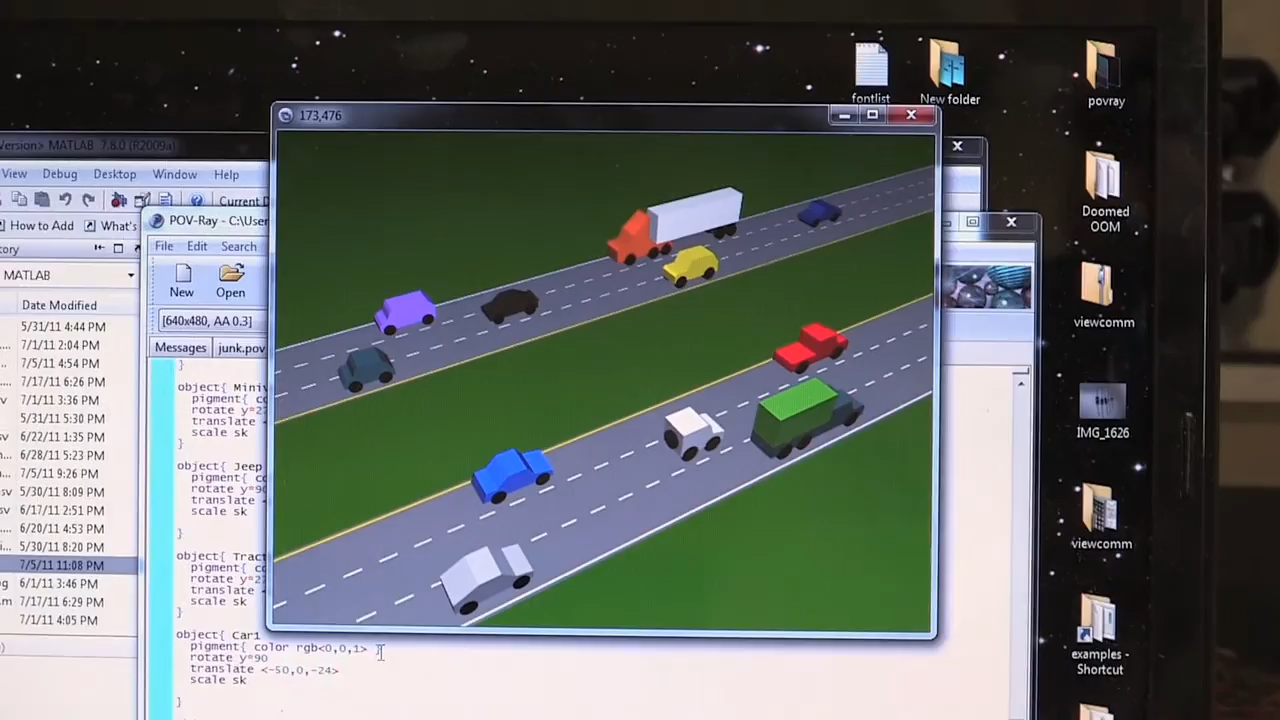 fontlist
New folder
povray
173,476
Version> MATLAB 7.8.0 (R2009a)
View Debug Desktop Window Help
Current D
How to Add What's
POV-Ray - C:\User
File Edit Search
MATLAB
New Open
Date Modified
[640x480, AA 0.3]
Messages junk.pov
5/31/11 4:44 PM
7/1/11 2:04 PM
7/5/11 4:54 PM
7/17/11 6:26 PM
7/1/11 3:36 PM
5/31/11 5:30 PM
6/22/11 1:35 PM
6/28/11 5:23 PM
7/5/11 9:26 PM
5/30/11 8:09 PM
6/17/11 2:51 PM
6/20/11 4:53 PM
5/30/11 8:20 PM
7/5/11 11:08 PM
6/1/11 3:46 PM
7/17/11 6:29 PM
7/1/11 4:05 PM
}
object{ Miniv
pigment{ co
rotate y*27
translate <
scale sk
}
object{ Jeep
pigment{ c
rotate y*90
translate <
scale sk
}
object{ Tract
pigment{ co
rotate y*27
translate <
scale sk
}
object{ Car1
pigment{ color rgb<0,0,1> }
rotate y*90
translate <-50,0,-24>
scale sk
}
Doomed
OOM
viewcomm
IMG_1626
viewcomm
examples -
Shortcut